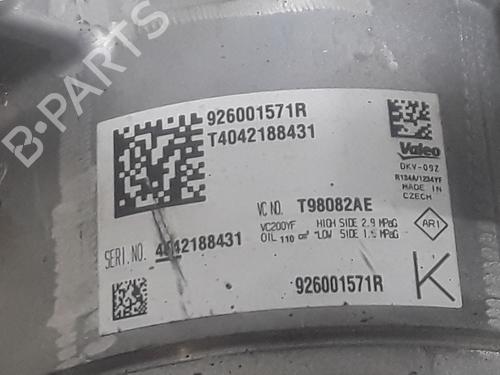 926001571R
T4042188431
Valeo
DKV-09Z
R134A/1234YF
MADE IN
CZECH
VC NO. T98082AE
VC200YF HIGH SIDE 2.9 MPaG
OIL 110 cm³ LOW SIDE 1.5 MPaG
AR1
SERI.NO. 4042188431
926001571R
K
B-PARTS